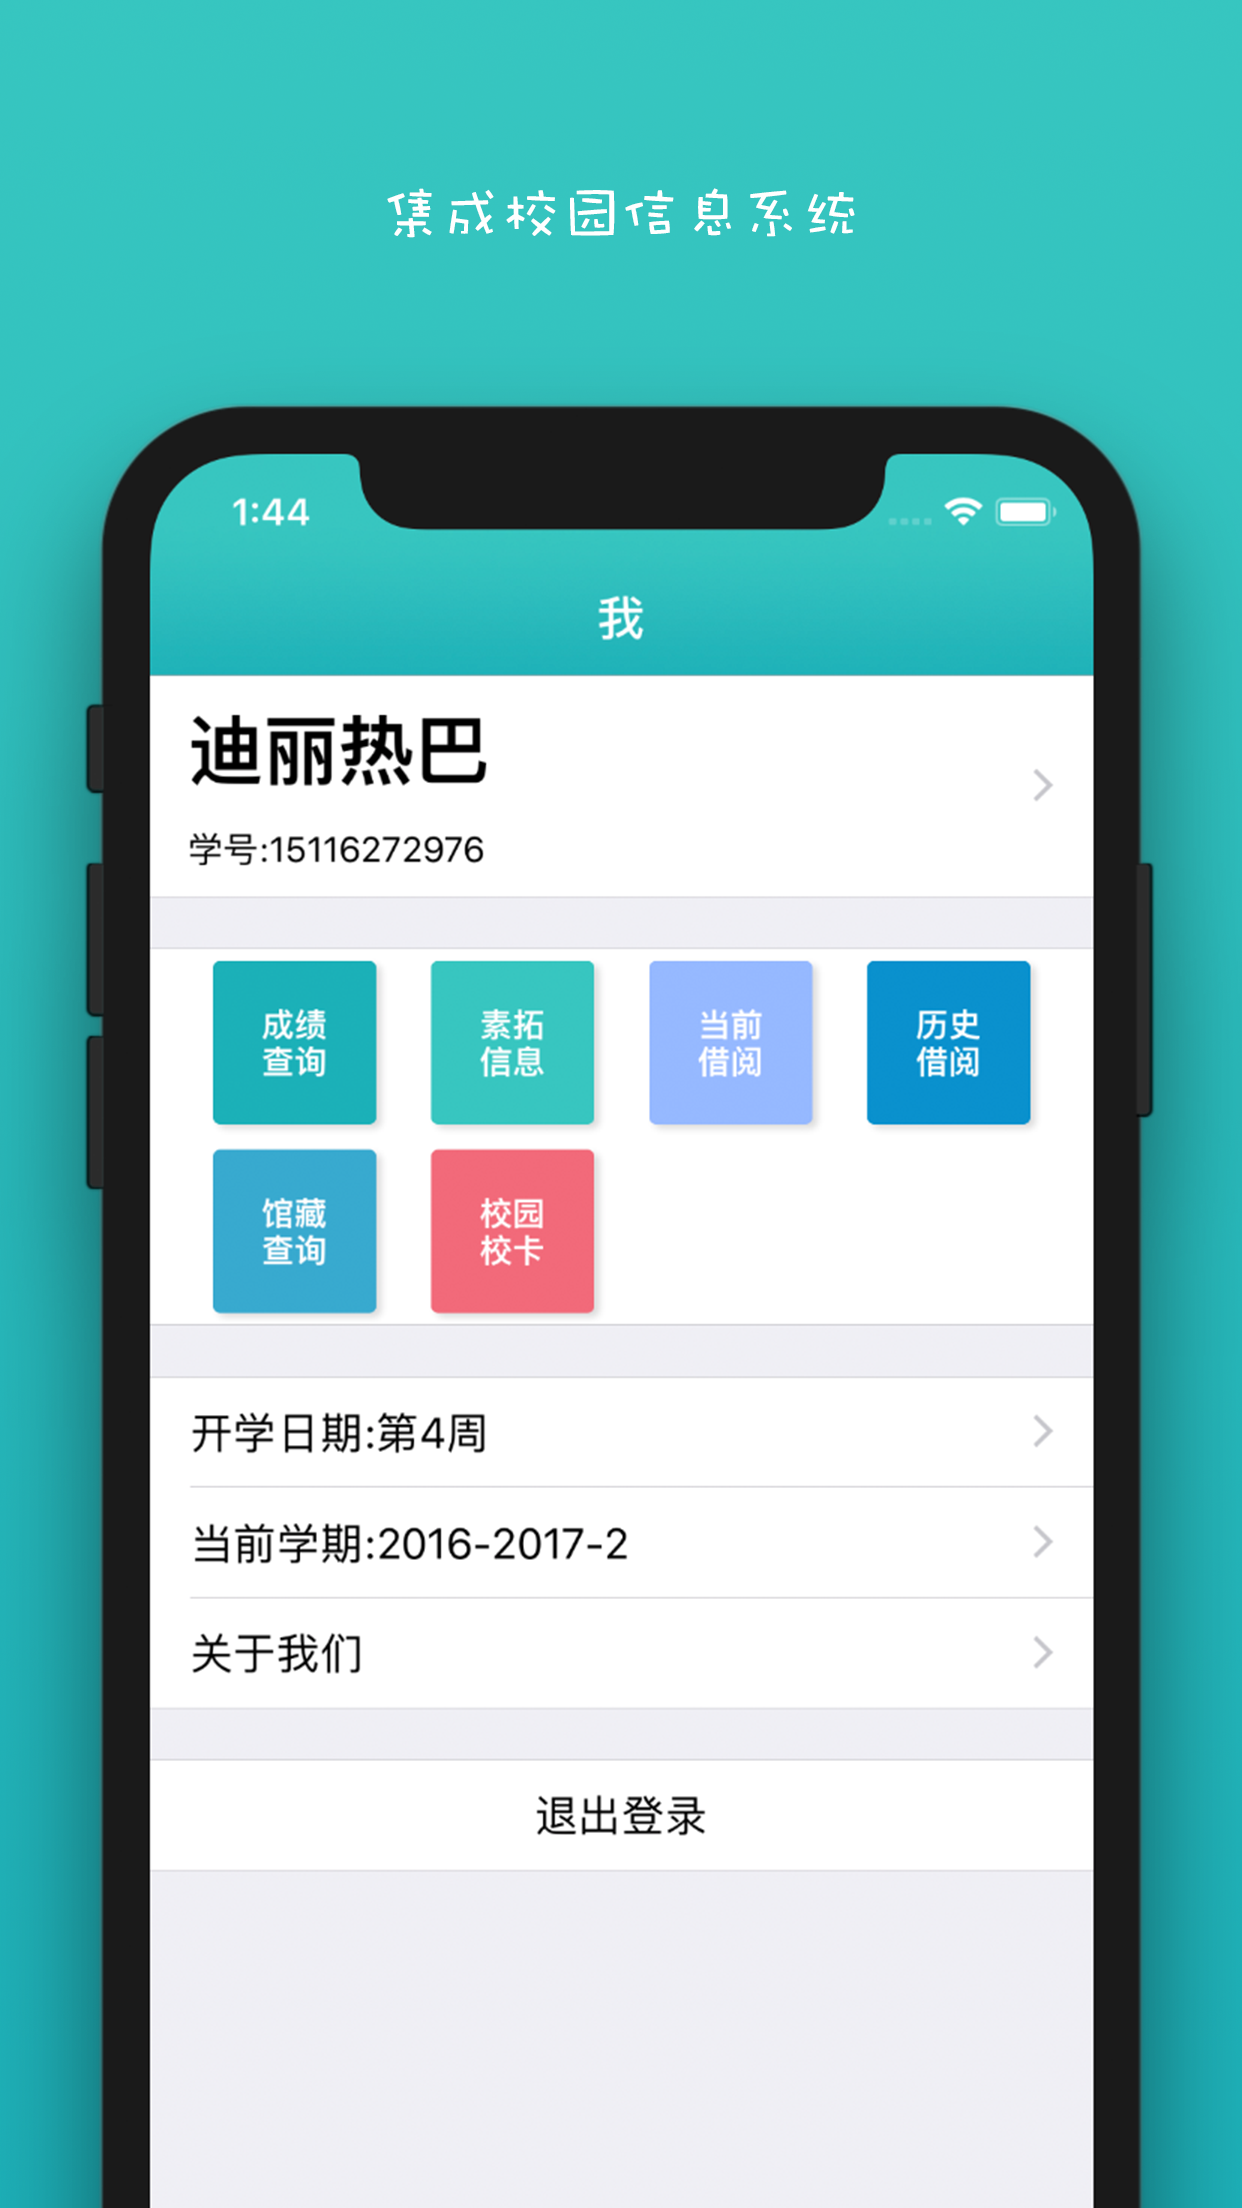 集成校园信息系统
1:44
我
迪丽热巴
学号:15116272976
成绩
查询
素拓
信息
当前
借阅
历史
借阅
馆藏
查询
校园
校卡
开学日期:第4周
当前学期:2016-2017-2
关于我们
退出登录